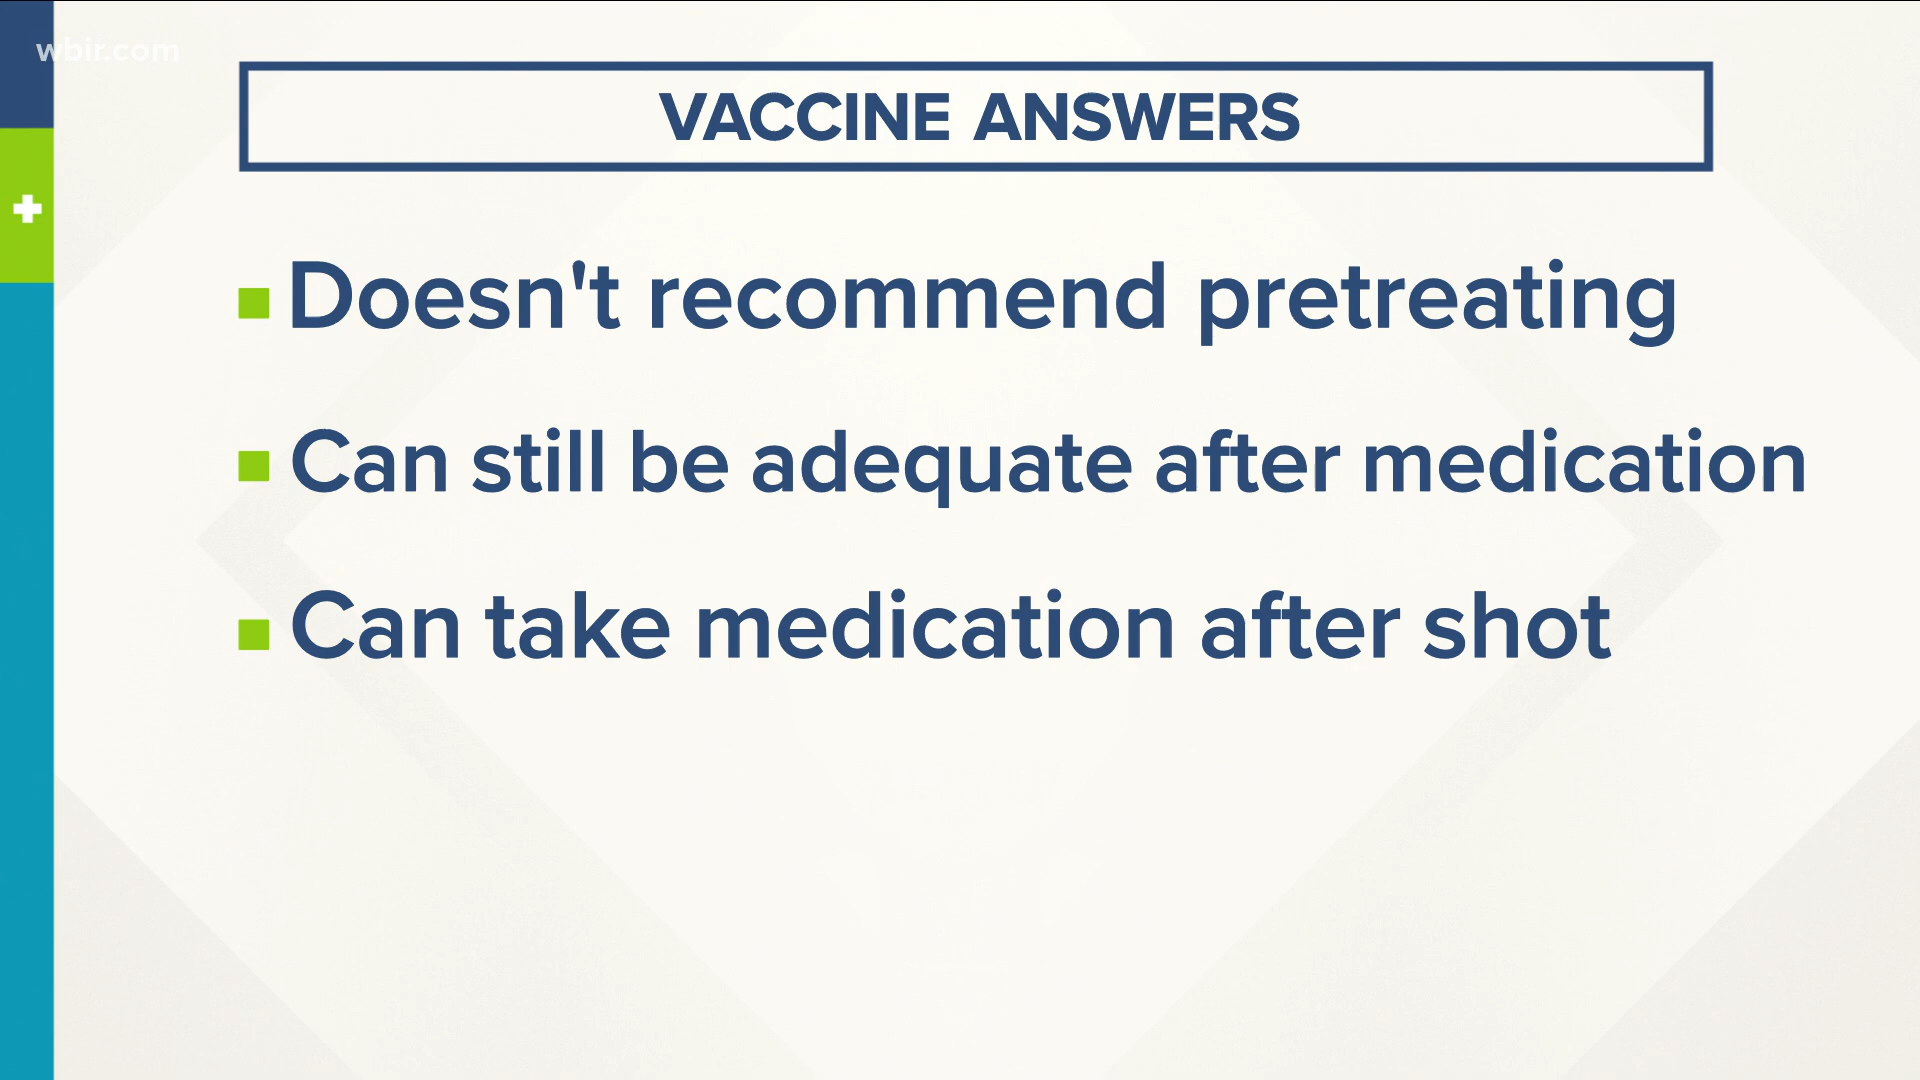 wbir.com
VACCINE ANSWERS
Doesn't recommend pretreating
Can still be adequate after medication
Can take medication after shot